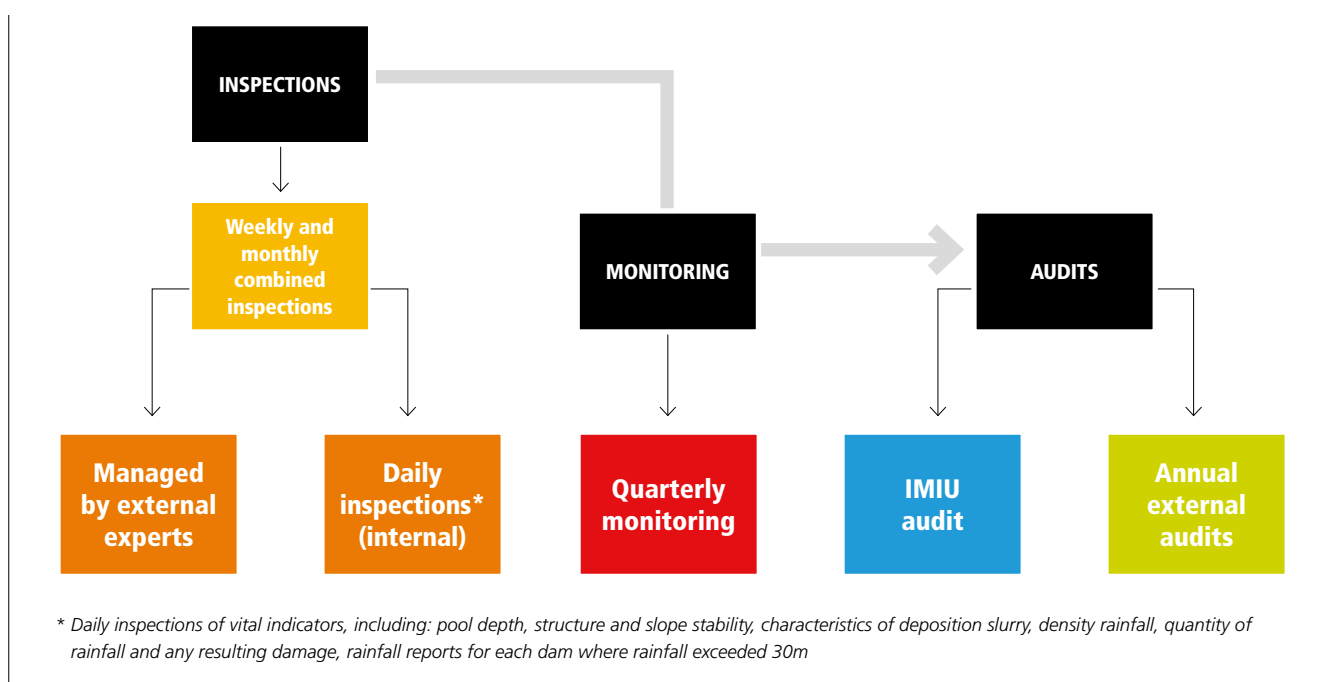 INSPECTIONS
Weekly and
monthly
combined
inspections
MONITORING
AUDITS
Managed
by external
experts
Daily
inspections*
(internal)
Quarterly
monitoring
IMIU
audit
Annual
external
audits
* Daily inspections of vital indicators, including: pool depth, structure and slope stability, characteristics of deposition slurry, density rainfall, quantity of
rainfall and any resulting damage, rainfall reports for each dam where rainfall exceeded 30m